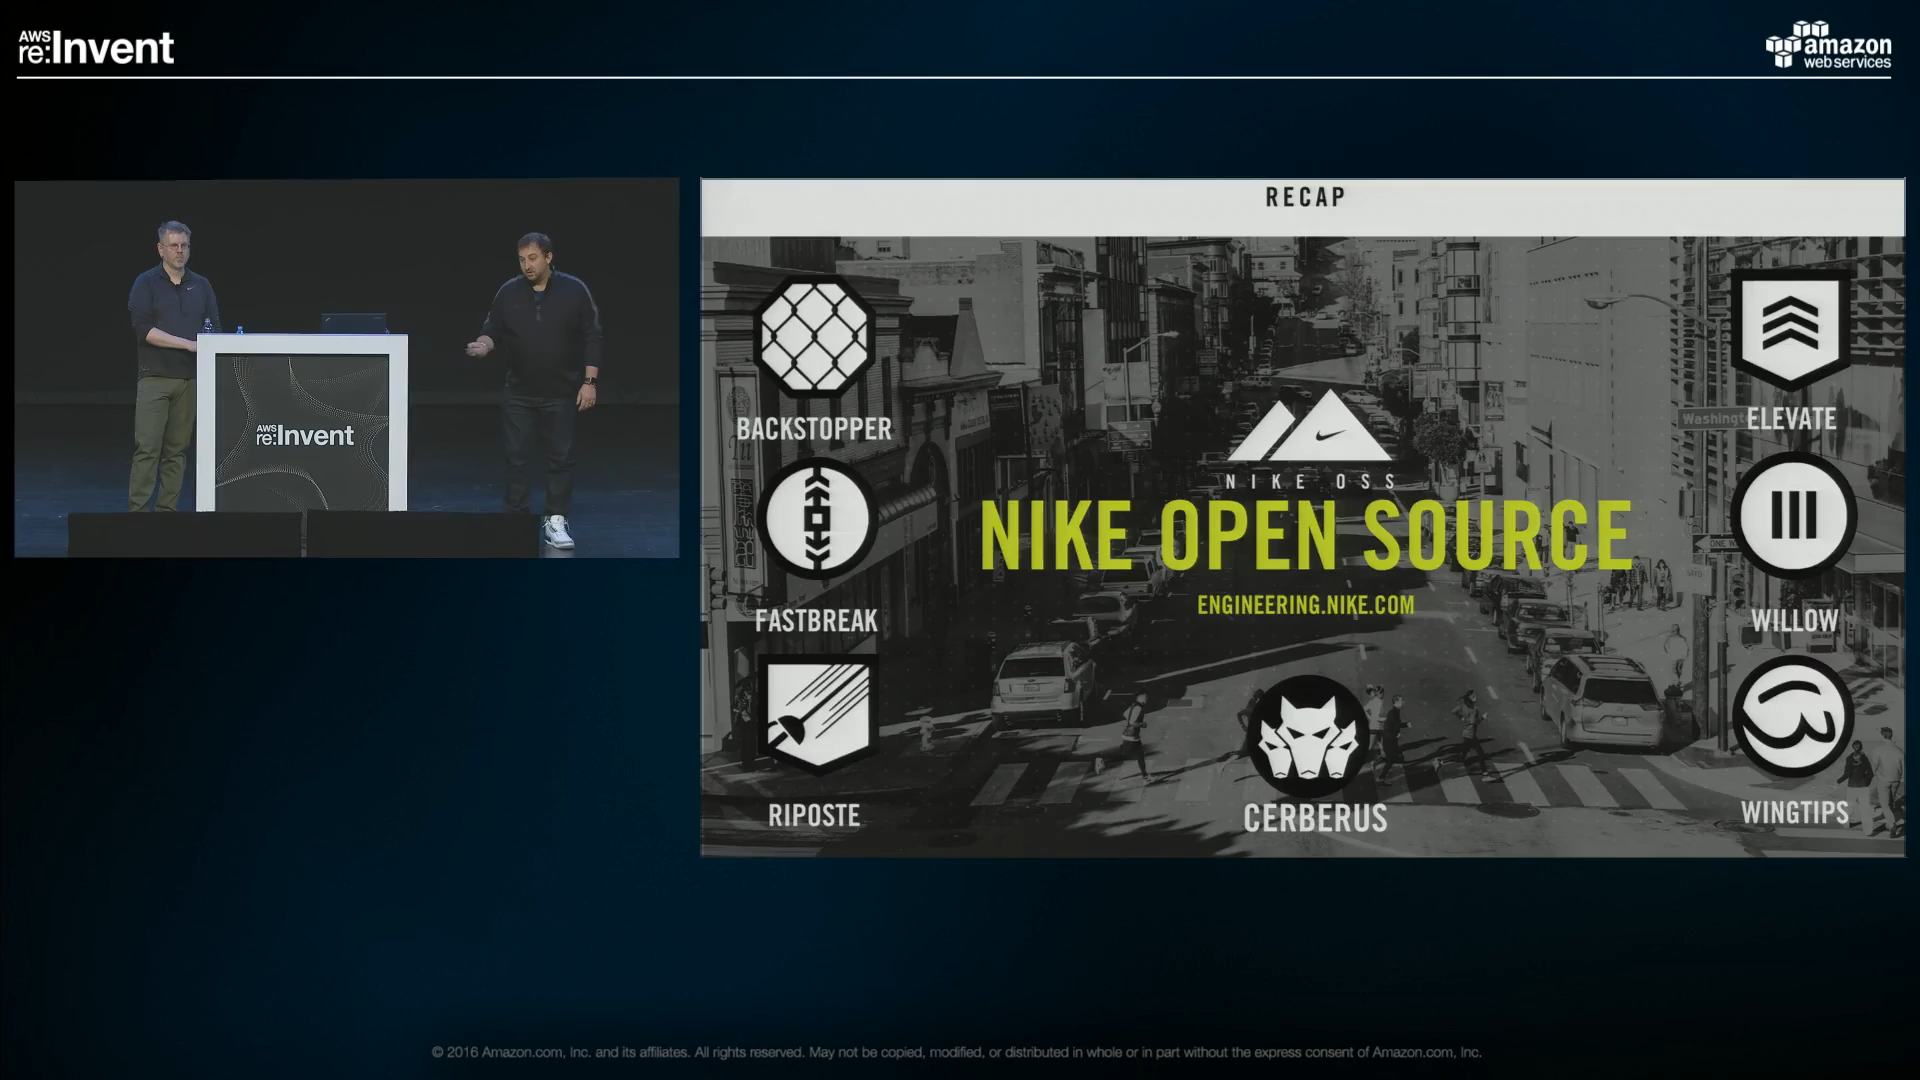 AWS
re:Invent
amazon
web services
AWS
re:Invent
RECAP
BACKSTOPPER
FASTBREAK
RIPOSTE
NIKE OSS
NIKE OPEN SOURCE
ENGINEERING.NIKE.COM
CERBERUS
Washingt
ELEVATE
ONE W
WILLOW
WINGTIPS
© 2016 Amazon.com, Inc. and its affiliates. All rights reserved. May not be copied, modified, or distributed in whole or in part without the express consent of Amazon.com, Inc.